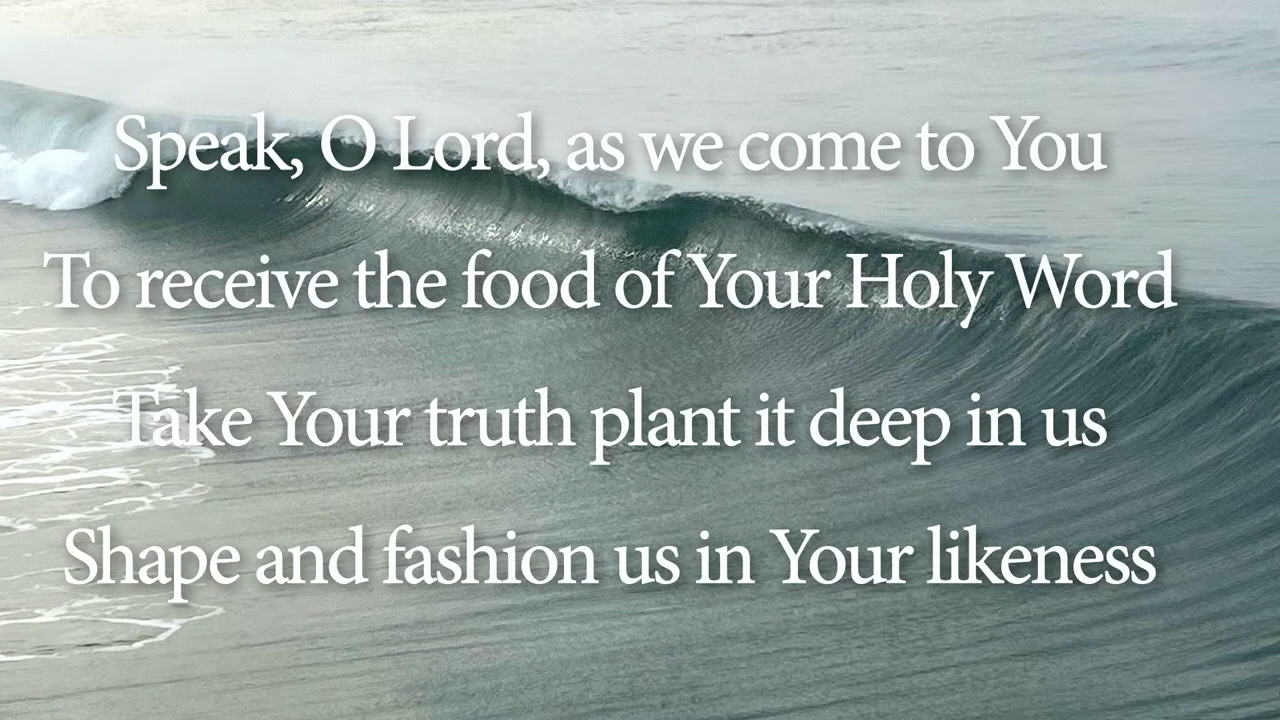 Speak, O Lord, as we come to You
To receive the food of Your Holy Word
Take Your truth plant it deep in us
Shape and fashion us in Your likeness